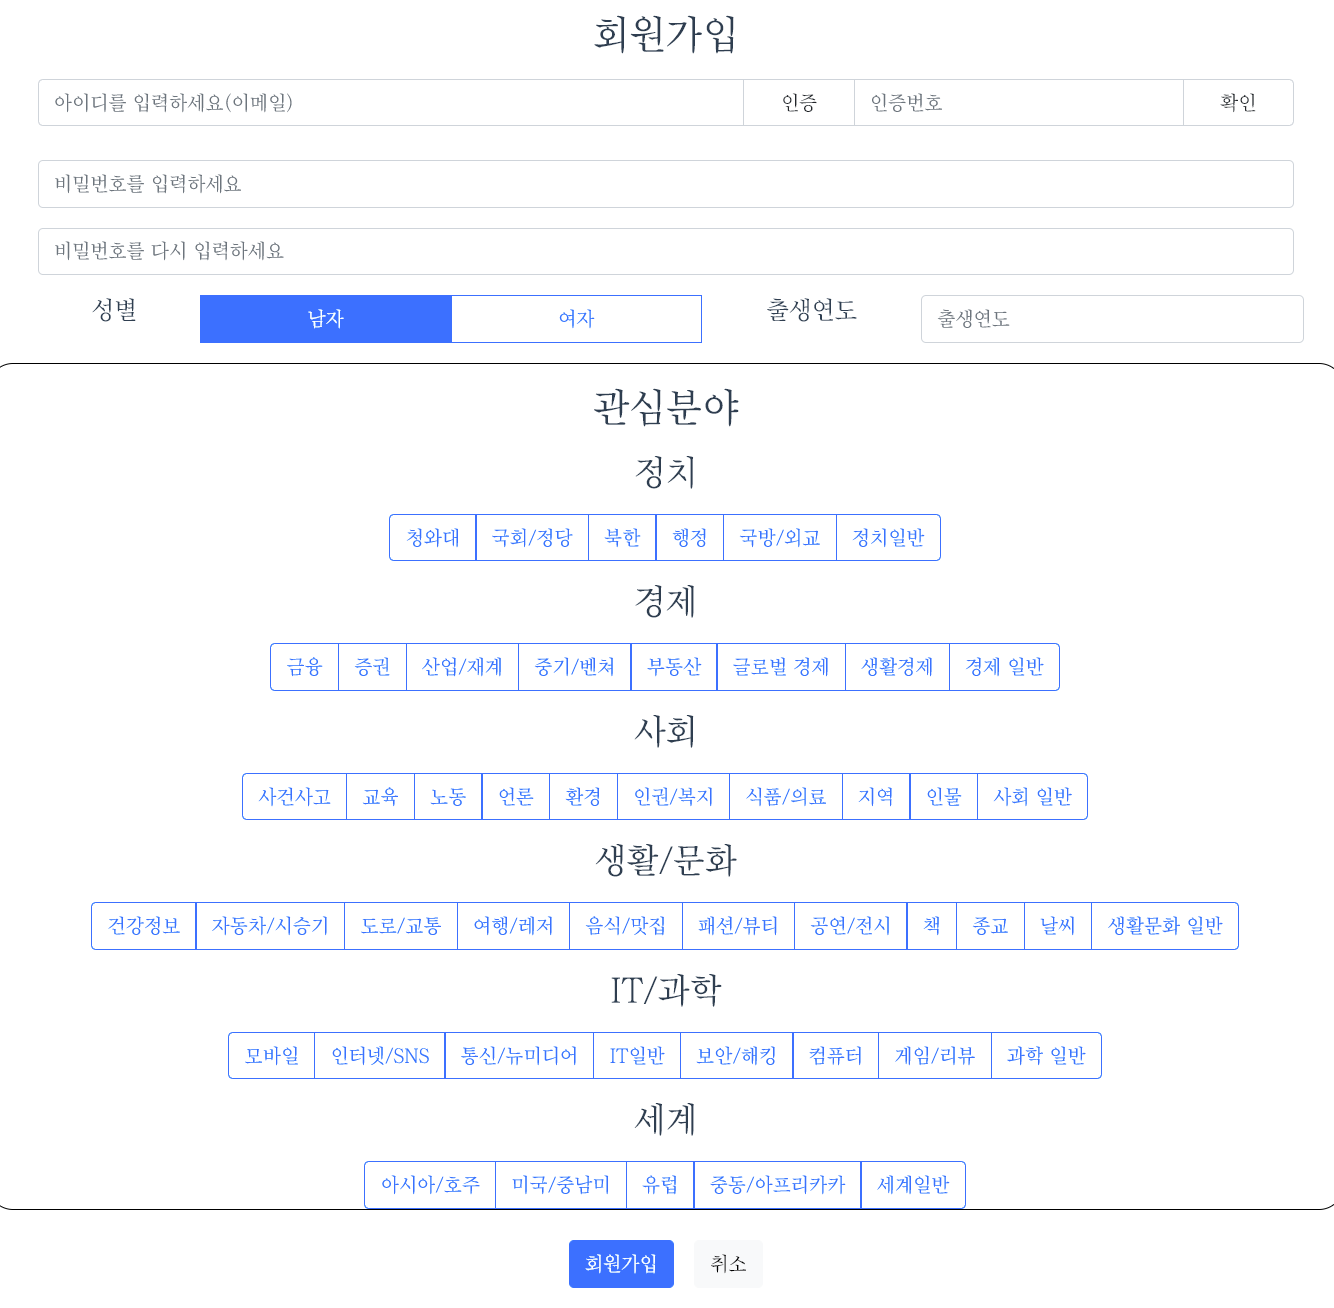 회원가입
아이디를 입력하세요(이메일) 인증 인증번호 확인
비밀번호를 입력하세요
비밀번호를 다시 입력하세요
성별 남자 여자 출생연도 출생연도
관심분야
정치
청와대 국회/정당 북한 행정 국방/외교 정치일반
경제
금융 증권 산업/재계 중기/벤처 부동산 글로벌 경제 생활경제 경제 일반
사회
사건사고 교육 노동 언론 환경 인권/복지 식품/의료 지역 인물 사회 일반
생활/문화
건강정보 자동차/시승기 도로/교통 여행/레저 음식/맛집 패션/뷰티 공연/전시 책 종교 날씨 생활문화 일반
IT/과학
모바일 인터넷/SNS 통신/뉴미디어 IT일반 보안/해킹 컴퓨터 게임/리뷰 과학 일반
세계
아시아/호주 미국/중남미 유럽 중동/아프리카카 세계일반
회원가입 취소